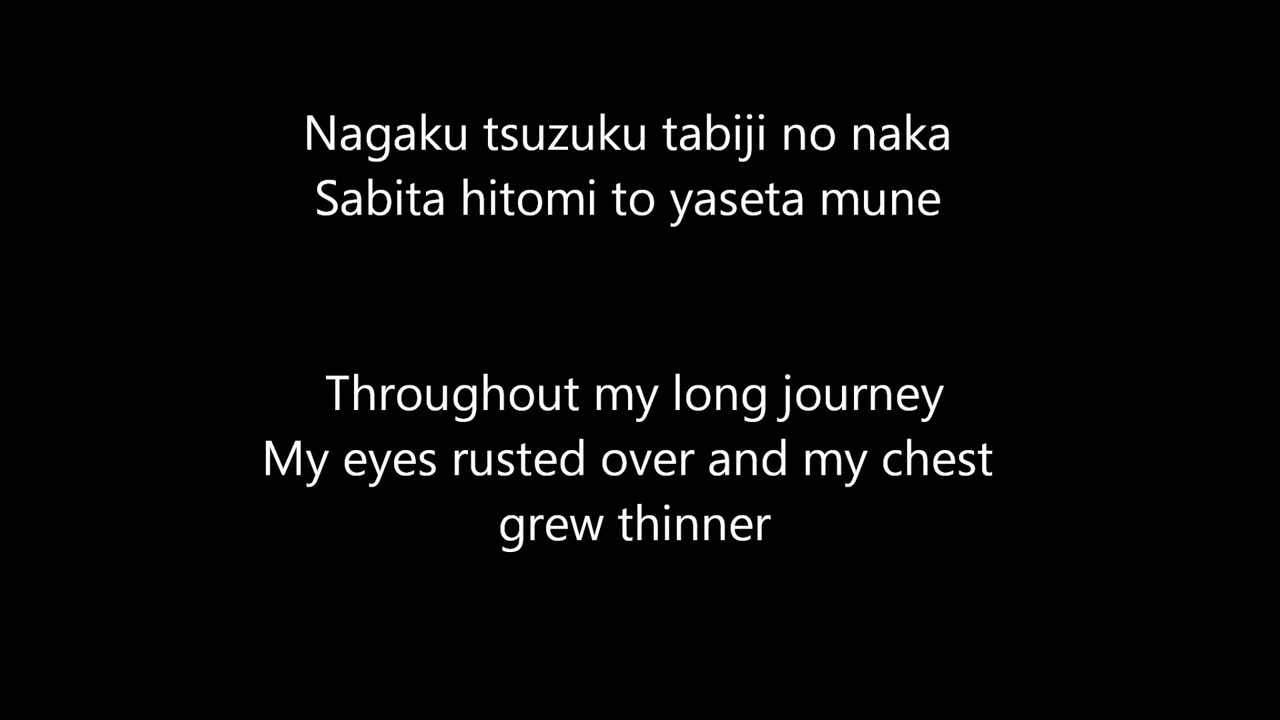 Nagaku tsuzuku tabiji no naka
Sabita hitomi to yaseta mune
Throughout my long journey
My eyes rusted over and my chest
grew thinner